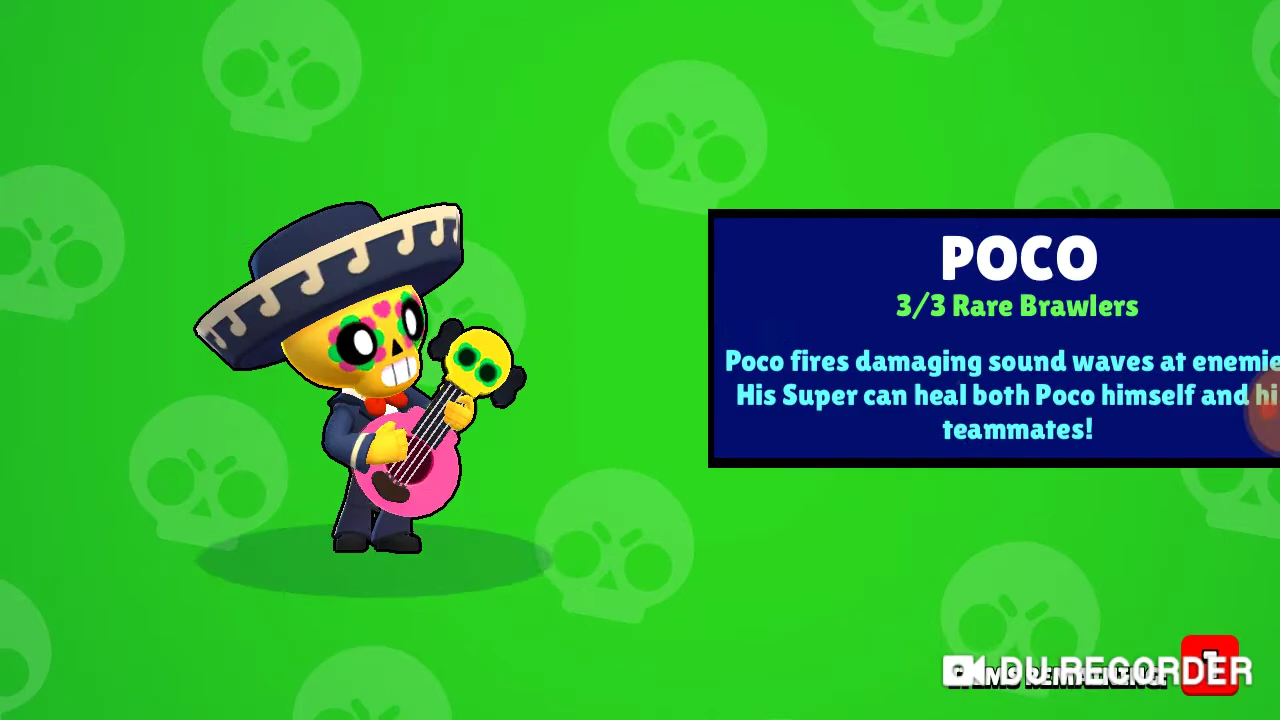 POCO
3/3 Rare Brawlers
Poco fires damaging sound waves at enemie
His Super can heal both Poco himself and hi
teammates!
DU RECORDER
REMAINING: